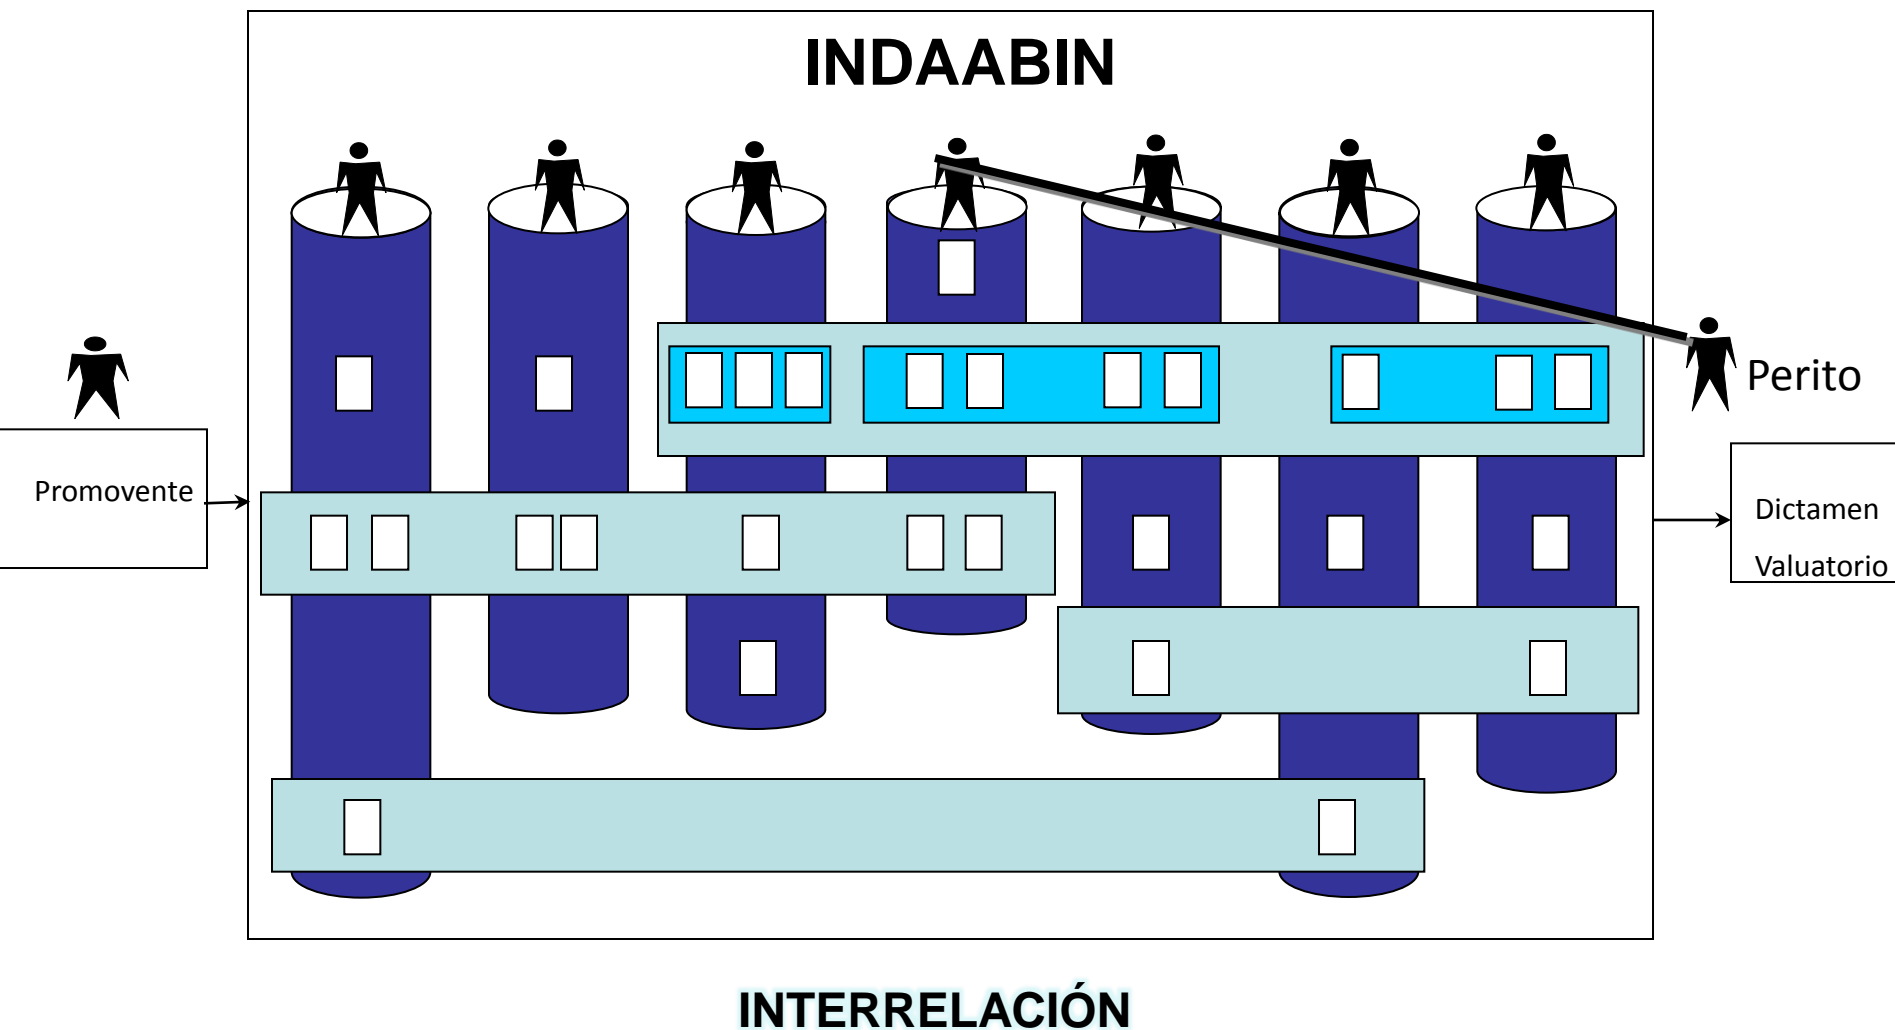 INDAABIN
Perito
Promovente
Dictamen
Valuatorio
INTERRELACIÓN